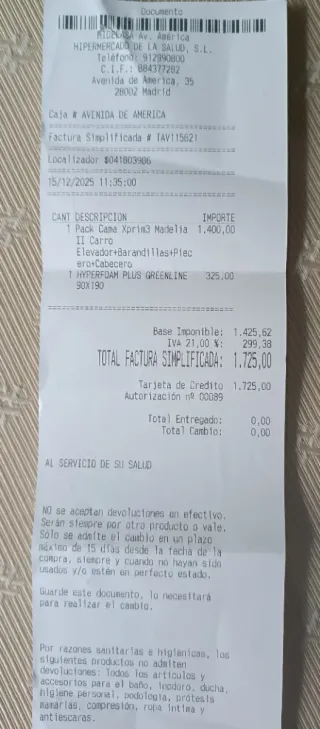 Documento
MIDELASA Av. América
HIPERMERCADO DE LA SALUD, S.L.
Teléfono: 912990800
C.I.F.: B84377282
Avenida de America, 35
28002 Madrid
Caja # AVENIDA DE AMERICA
Factura Simplificada # TAV115621
Localizador $041803986
15/12/2025 11:35:00
CANT DESCRIPCION IMPORTE
1 Pack Cama Xprim3 Madelia 1.400,00
II Carro
Elevador+Barandillas+Piec
ero+Cabecero
1 HYPERFOAM PLUS GREENLINE 325,00
90X190
Base Imponible: 1.425,62
IVA 21,00 %: 299,38
TOTAL FACTURA SIMPLIFICADA: 1.725,00
Tarjeta de Credito 1.725,00
Autorización nº 00089
Total Entregado: 0,00
Total Cambio: 0,00
AL SERVICIO DE SU SALUD
NO se aceptan devoluciones en efectivo.
Serán siempre por otro producto o vale.
Sólo se admite el cambio en un plazo
máximo de 15 días desde la fecha de la
compra, siempre y cuando no hayan sido
usados y/o estén en perfecto estado.
Guarde este documento, lo necesitará
para realizar el cambio.
Por razones sanitarias e higiénicas, los
siguientes productos no admiten
devoluciones: Todos los artículos y
accesorios para el baño, inodoro, ducha,
higiene personal, podología, prótesis
mamarias, compresión, ropa íntima y
antiescaras.